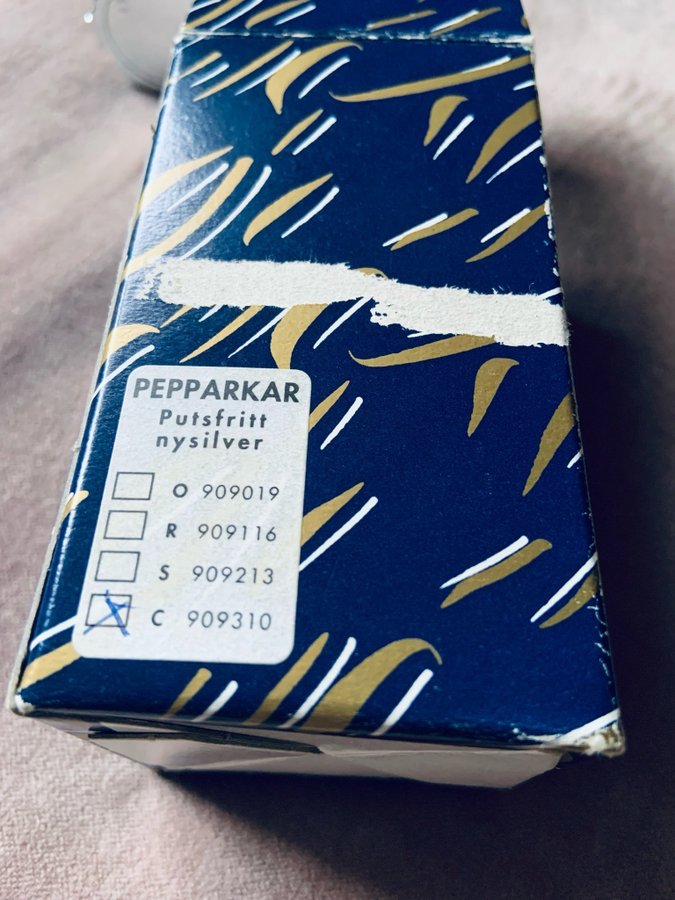 PEPPARKAR
Putsfritt
nysilver
O 909019
R 909116
S 909213
C 909310